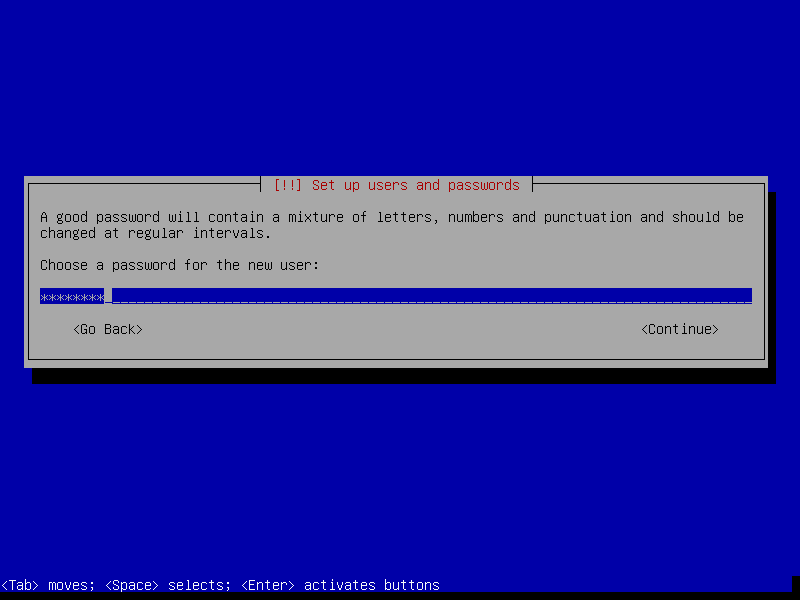 [!!] Set up users and passwords
A good password will contain a mixture of letters, numbers and punctuation and should be
changed at regular intervals.
Choose a password for the new user:
********
<Go Back> <Continue>
<Tab> moves; <Space> selects; <Enter> activates buttons